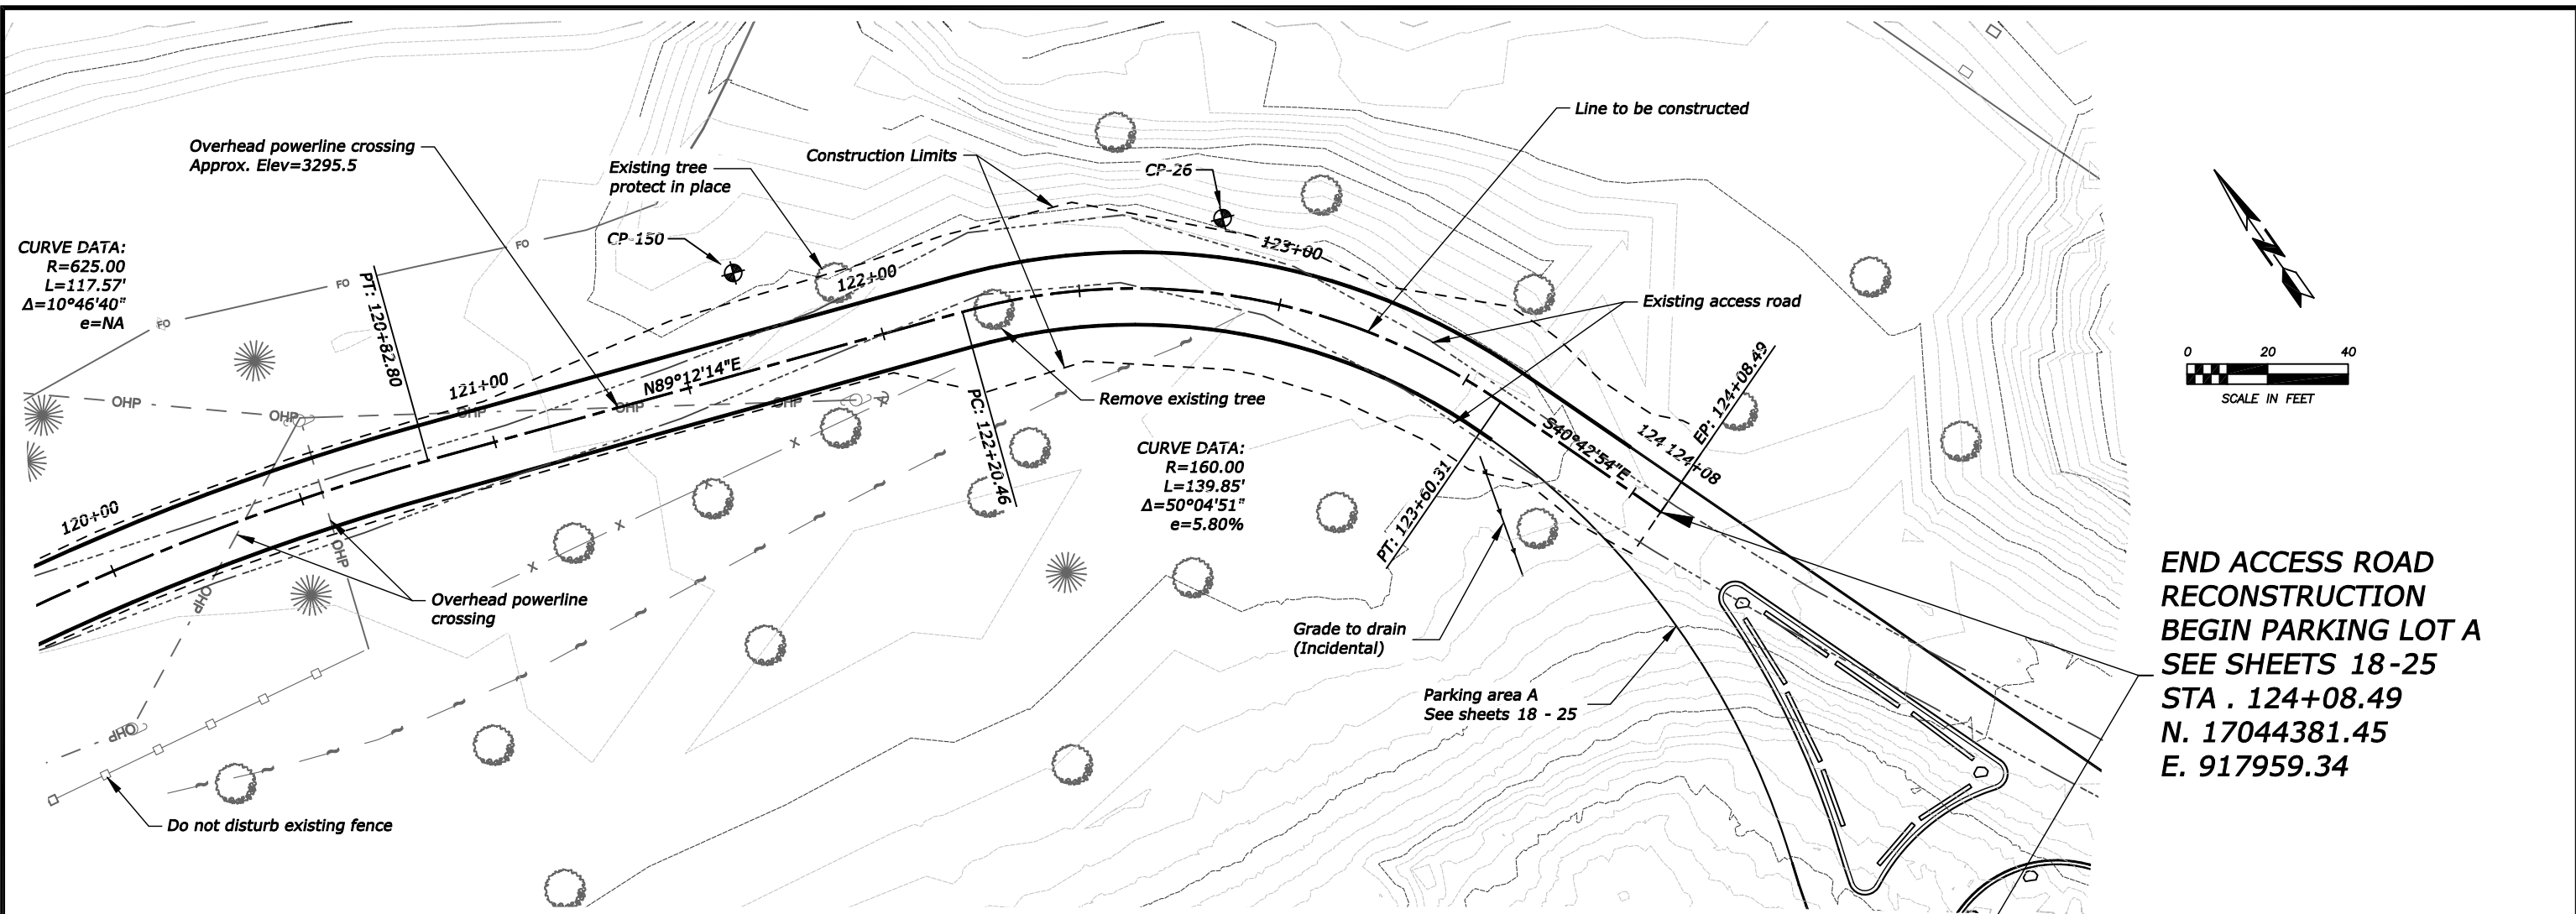 Overhead powerline crossing
Approx. Elev=3295.5
Existing tree
protect in place
Construction Limits
CP-26
Line to be constructed
CP-150
CURVE DATA:
R=625.00
L=117.57'
Δ=10°46'40"
e=NA
FO
FO
FO
PT: 120+82.80
122+00
123+00
Existing access road
N
0 20 40
SCALE IN FEET
121+00
N89°12'14"E
OHP
OHP
OHP
OHP
OHP
PC: 122+20.46
Remove existing tree
CURVE DATA:
R=160.00
L=139.85'
Δ=50°04'51"
e=5.80%
PT: 123+60.31
S40°42'54"E
124
124+08
EP: 124+08.49
120+00
OHP
OHP
OHP
x
x
x
x
x
Overhead powerline
crossing
Grade to drain
(Incidental)
Parking area A
See sheets 18 - 25
Do not disturb existing fence
END ACCESS ROAD
RECONSTRUCTION
BEGIN PARKING LOT A
SEE SHEETS 18-25
STA . 124+08.49
N. 17044381.45
E. 917959.34